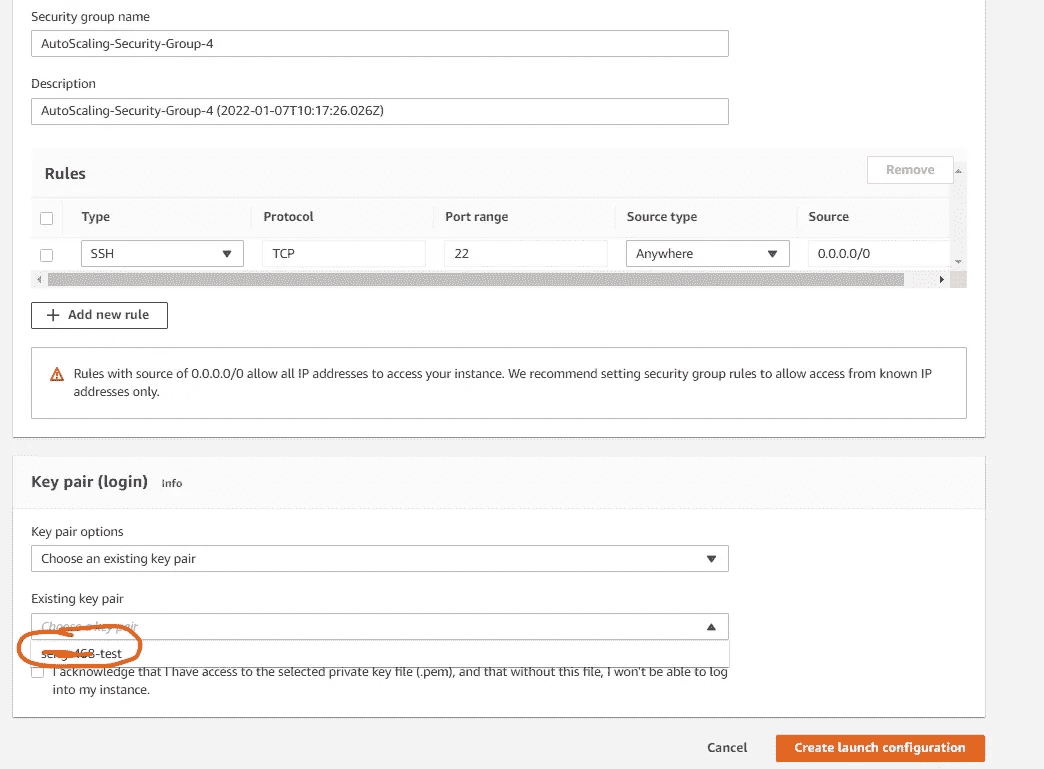 Security group name
AutoScaling-Security-Group-4
Description
AutoScaling-Security-Group-4 (2022-01-07T10:17:26.026Z)
Rules
Remove
Type Protocol Port range Source type Source
SSH TCP 22 Anywhere 0.0.0.0/0
+ Add new rule
Rules with source of 0.0.0.0/0 allow all IP addresses to access your instance. We recommend setting security group rules to allow access from known IP
addresses only.
Key pair (login) Info
Key pair options
Choose an existing key pair
Existing key pair
Choose a key pair
-test
I acknowledge that I have access to the selected private key file (.pem), and that without this file, I won't be able to log
into my instance.
Cancel Create launch configuration